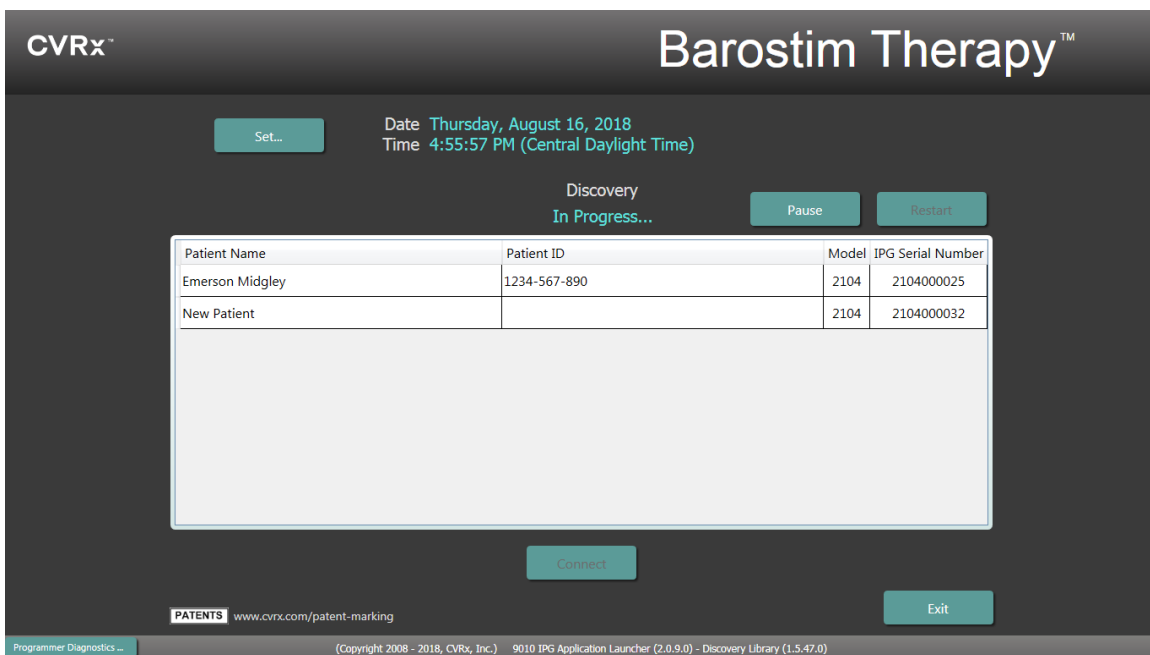 CVRx™
Barostim Therapy™
Set...
Date Thursday, August 16, 2018
Time 4:55:57 PM (Central Daylight Time)
Discovery
In Progress...
Pause
Restart
Patient Name Patient ID Model IPG Serial Number
Emerson Midgley 1234-567-890 2104 2104000025
New Patient 2104 2104000032
Connect
PATENTS www.cvrx.com/patent-marking
Exit
Programmer Diagnostics ...
(Copyright 2008 - 2018, CVRx, Inc.) 9010 IPG Application Launcher (2.0.9.0) - Discovery Library (1.5.47.0)